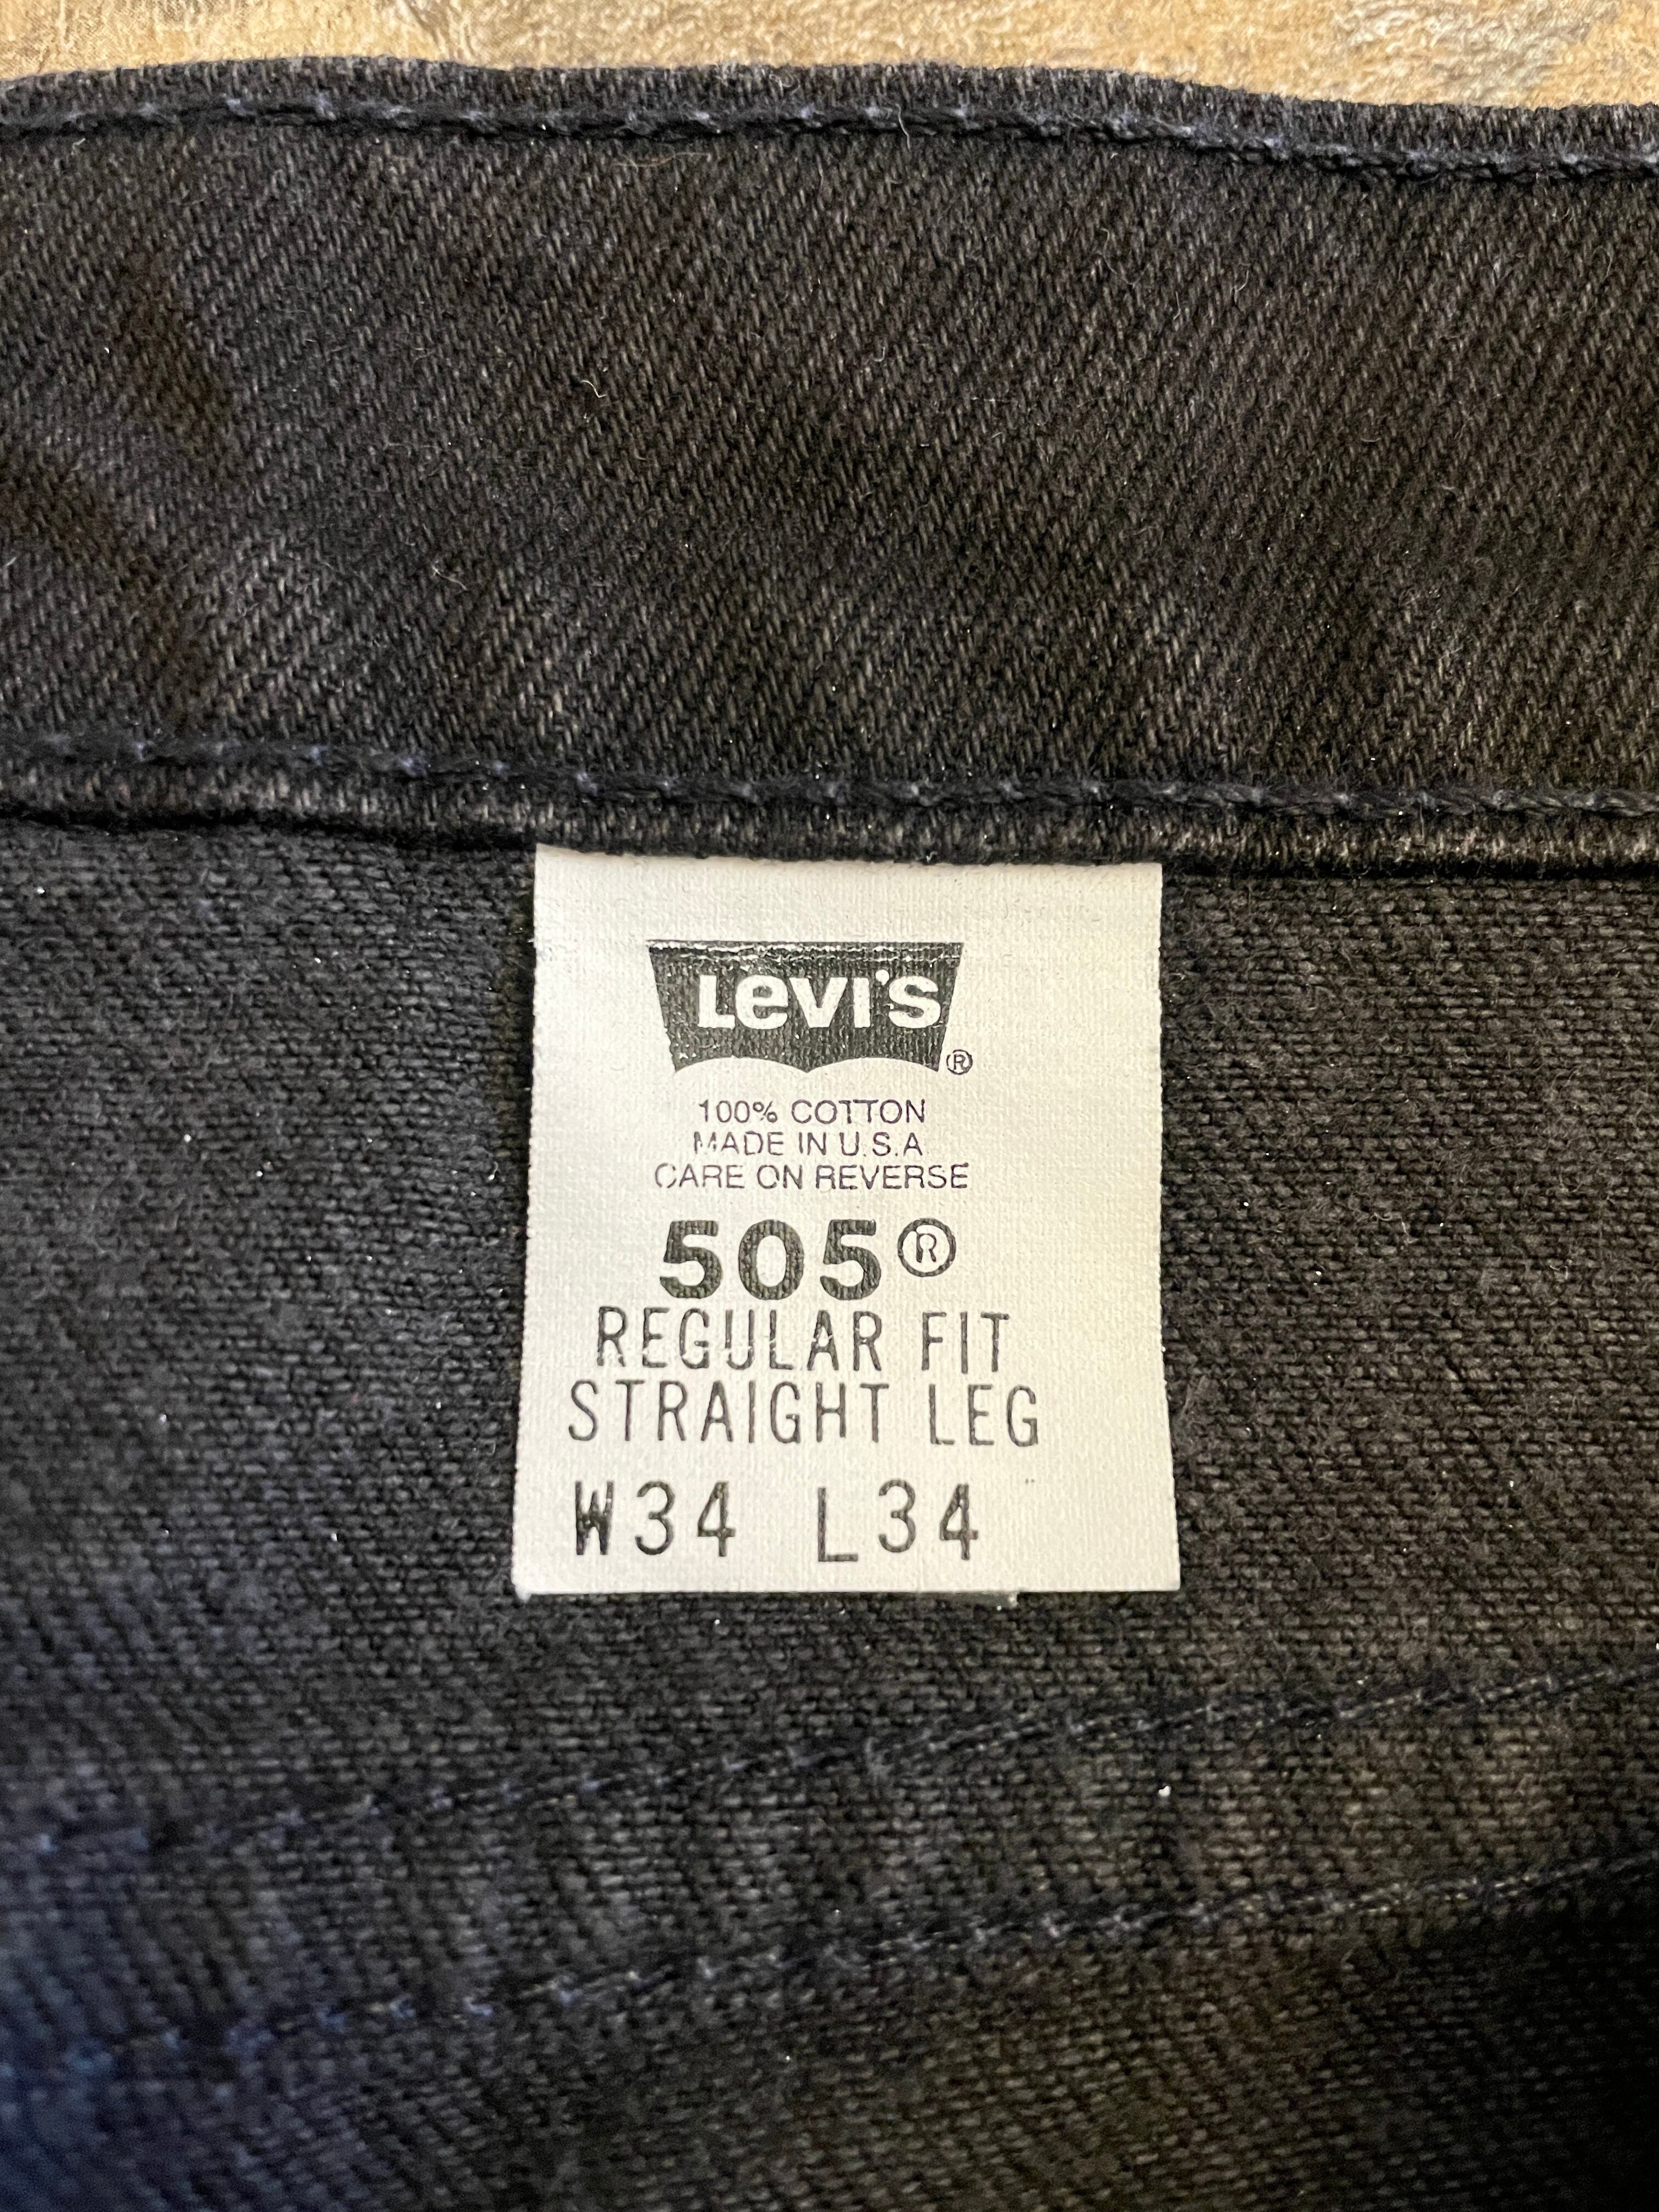 Levi's ®
100% COTTON
MADE IN U.S.A
CARE ON REVERSE
505®
REGULAR FIT
STRAIGHT LEG
W34 L34